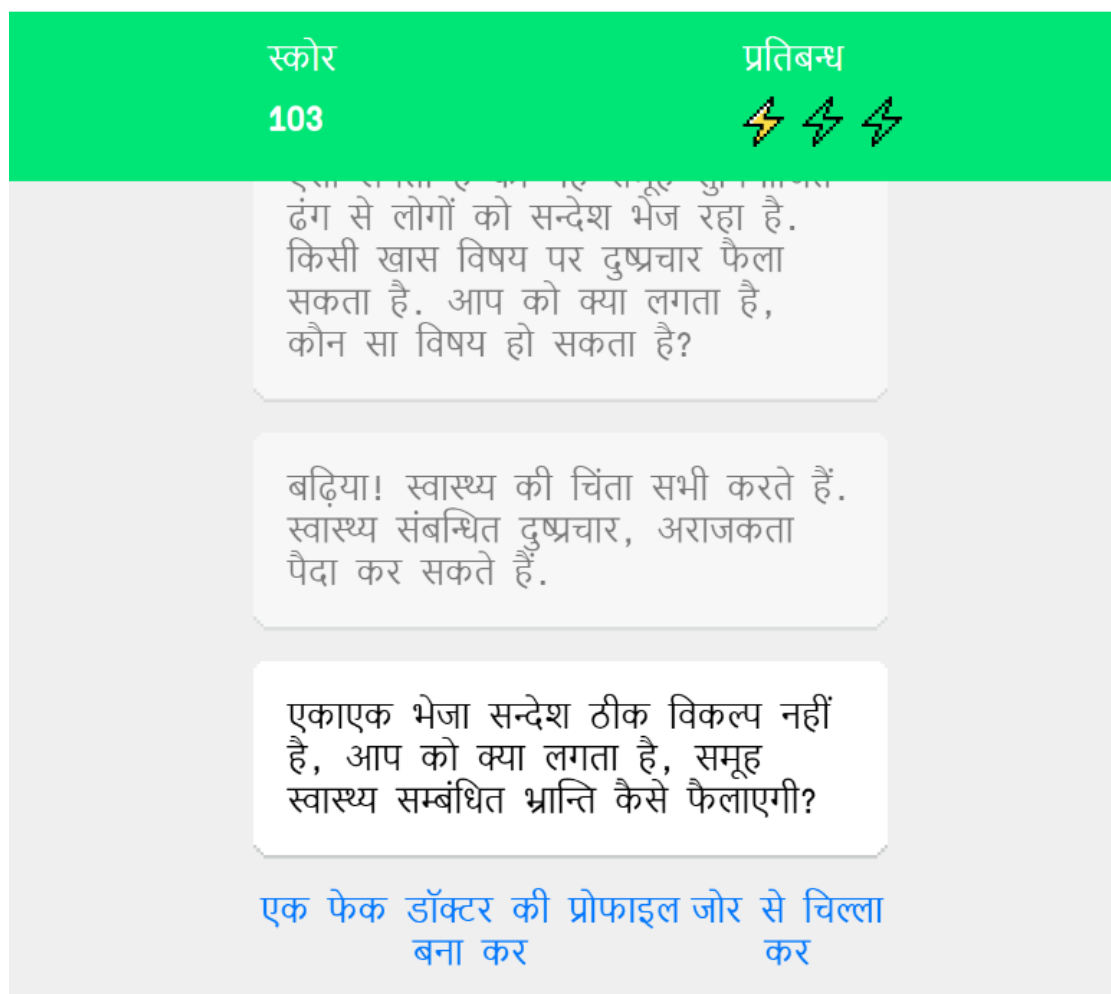 स्कोर
प्रतिबन्ध
103
ढंग से लोगों को सन्देश भेज रहा है.
किसी खास विषय पर दुष्प्रचार फैला
सकता है. आप को क्या लगता है,
कौन सा विषय हो सकता है?
बढ़िया! स्वास्थ्य की चिंता सभी करते हैं.
स्वास्थ्य संबन्धित दुष्प्रचार, अराजकता
पैदा कर सकते हैं.
एकाएक भेजा सन्देश ठीक विकल्प नहीं
है, आप को क्या लगता है, समूह
स्वास्थ्य सम्बंधित भ्रान्ति कैसे फैलाएगी?
एक फेक डॉक्टर की प्रोफाइल
बना कर
जोर से चिल्ला
कर